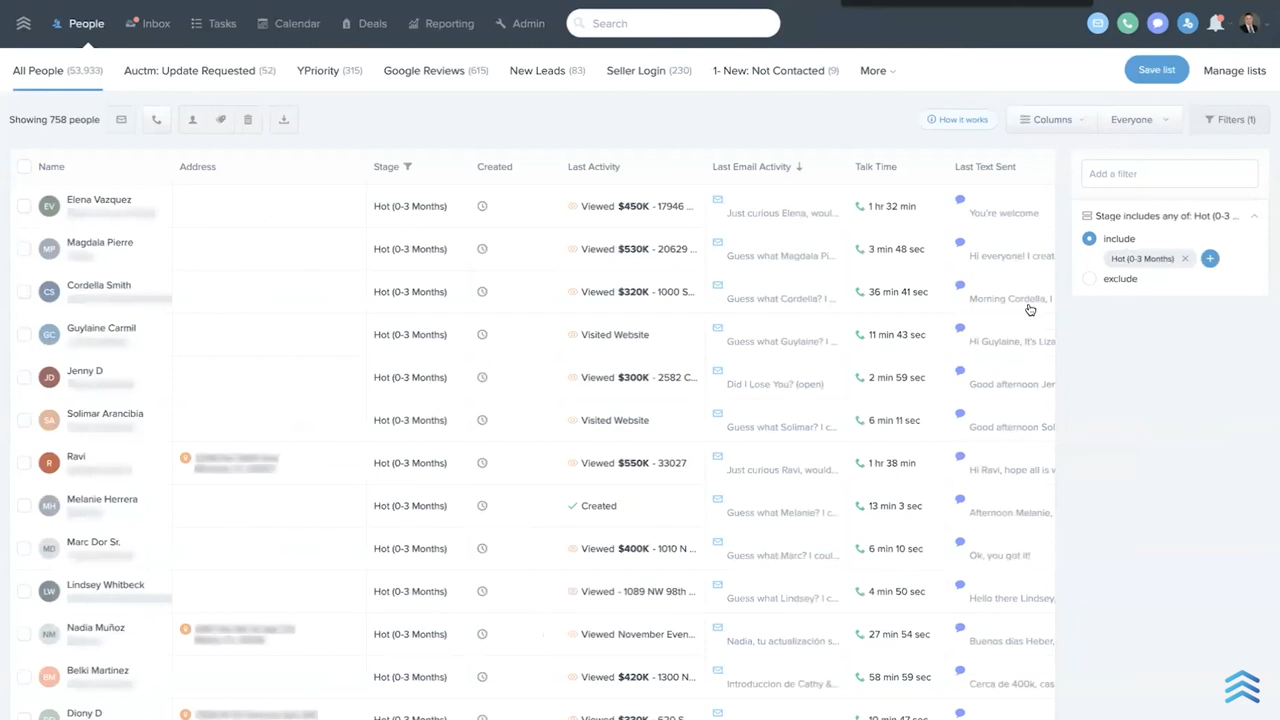 People Inbox Tasks Calendar Deals Reporting Admin Search
All People (53,933) Auctm: Update Requested (52) YPriority (315) Google Reviews (615) New Leads (83) Seller Login (230) 1- New: Not Contacted (9) More Save list Manage lists
Showing 758 people How it works Columns Everyone Filters (1)
Name Address Stage Created Last Activity Last Email Activity Talk Time Last Text Sent
Add a filter
EV Elena Vazquez Hot (0-3 Months) Viewed $450K - 17946 ... Just curious Elena, woul... 1 hr 32 min You're welcome
Stage includes any of: Hot (0-3 ...
include
MP Magdala Pierre Hot (0-3 Months) Viewed $530K - 20629 ... Guess what Magdala Pi... 3 min 48 sec Hi everyone! I creat
Hot (0-3 Months)
exclude
CS Cordella Smith Hot (0-3 Months) Viewed $320K - 1000 S... Guess what Cordella? I ... 36 min 41 sec Morning Cordella, I
GC Guylaine Carmil Hot (0-3 Months) Visited Website Guess what Guylaine? I ... 11 min 43 sec Hi Guylaine, It's Liza
JD Jenny D Hot (0-3 Months) Viewed $300K - 2582 C... Did I Lose You? (open) 2 min 59 sec Good afternoon Jer
SA Solimar Arancibia Hot (0-3 Months) Visited Website Guess what Solimar? I c... 6 min 11 sec Good afternoon Sol
R Ravi Hot (0-3 Months) Viewed $550K - 33027 Just curious Ravi, would... 1 hr 38 min Hi Ravi, hope all is w
MH Melanie Herrera Hot (0-3 Months) Created Guess what Melanie? I c... 13 min 3 sec Afternoon Melanie,
MD Marc Dor Sr. Hot (0-3 Months) Viewed $400K - 1010 N ... Guess what Marc? I coul... 6 min 10 sec Ok, you got it!
LW Lindsey Whitbeck Hot (0-3 Months) Viewed - 1089 NW 98th ... Guess what Lindsey? I c... 4 min 50 sec Hello there Lindsey,
NM Nadia Muñoz Hot (0-3 Months) Viewed November Even... Nadia, tu actualización s... 27 min 54 sec Buenos días Heber,
BM Belki Martinez Hot (0-3 Months) Viewed $420K - 1300 N... Introduccion de Cathy &... 58 min 59 sec Cerca de 400k, cas
Diony D Hot (0-3 Months)